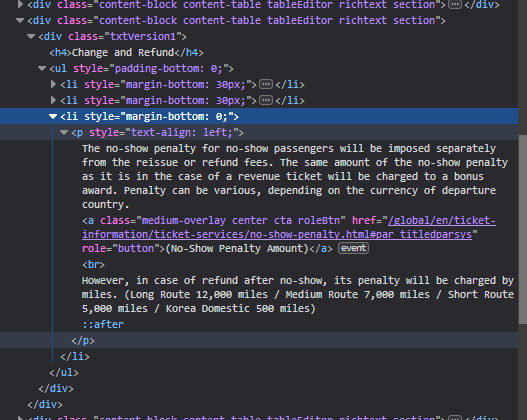 <div class="content-block content-table tableEditor richtext section"> ⋯ </div>
<div class="content-block content-table tableEditor richtext section">
<div class="txtVersion1">
<h4>Change and Refund</h4>
<ul style="padding-bottom: 0;">
<li style="margin-bottom: 30px;"> ⋯ </li>
<li style="margin-bottom: 30px;"> ⋯ </li>
<li style="margin-bottom: 0;">
<p style="text-align: left;">
The no-show penalty for no-show passengers will be imposed separately
from the reissue or refund fees. The same amount of the no-show penalty
as it is in the case of a revenue ticket will be charged to a bonus
award. Penalty can be various, depending on the currency of departure
country.
<a class="medium-overlay center cta roleBtn" href="/global/en/ticket-
information/ticket-services/no-show-penalty.html#par_titledparsys"
role="button">(No-Show Penalty Amount)</a> event
<br>
However, in case of refund after no-show, its penalty will be charged by
miles. (Long Route 12,000 miles / Medium Route 7,000 miles / Short Route
5,000 miles / Korea Domestic 500 miles)
::after
</p>
</li>
</ul>
</div>
</div>
<div class="content-block content-table tableEditor richtext section"> ⋯ </div>